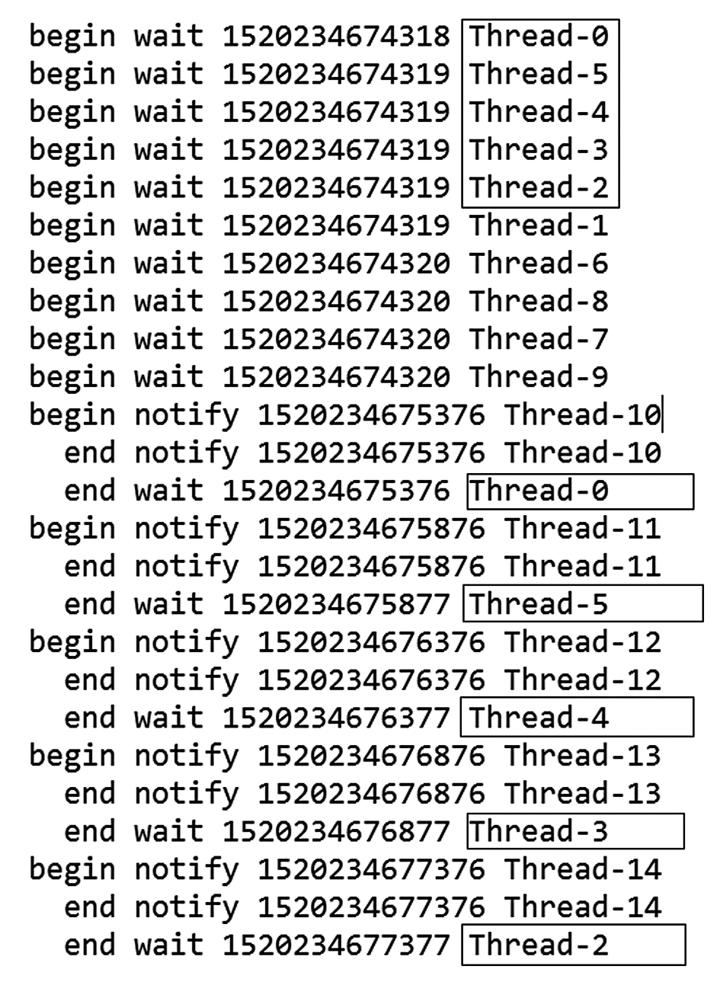 begin wait 1520234674318 Thread-0
begin wait 1520234674319 Thread-5
begin wait 1520234674319 Thread-4
begin wait 1520234674319 Thread-3
begin wait 1520234674319 Thread-2
begin wait 1520234674319 Thread-1
begin wait 1520234674320 Thread-6
begin wait 1520234674320 Thread-8
begin wait 1520234674320 Thread-7
begin wait 1520234674320 Thread-9
begin notify 1520234675376 Thread-10
  end notify 1520234675376 Thread-10
  end wait 1520234675376 Thread-0
begin notify 1520234675876 Thread-11
  end notify 1520234675876 Thread-11
  end wait 1520234675877 Thread-5
begin notify 1520234676376 Thread-12
  end notify 1520234676376 Thread-12
  end wait 1520234676377 Thread-4
begin notify 1520234676876 Thread-13
  end notify 1520234676876 Thread-13
  end wait 1520234676877 Thread-3
begin notify 1520234677376 Thread-14
  end notify 1520234677376 Thread-14
  end wait 1520234677377 Thread-2